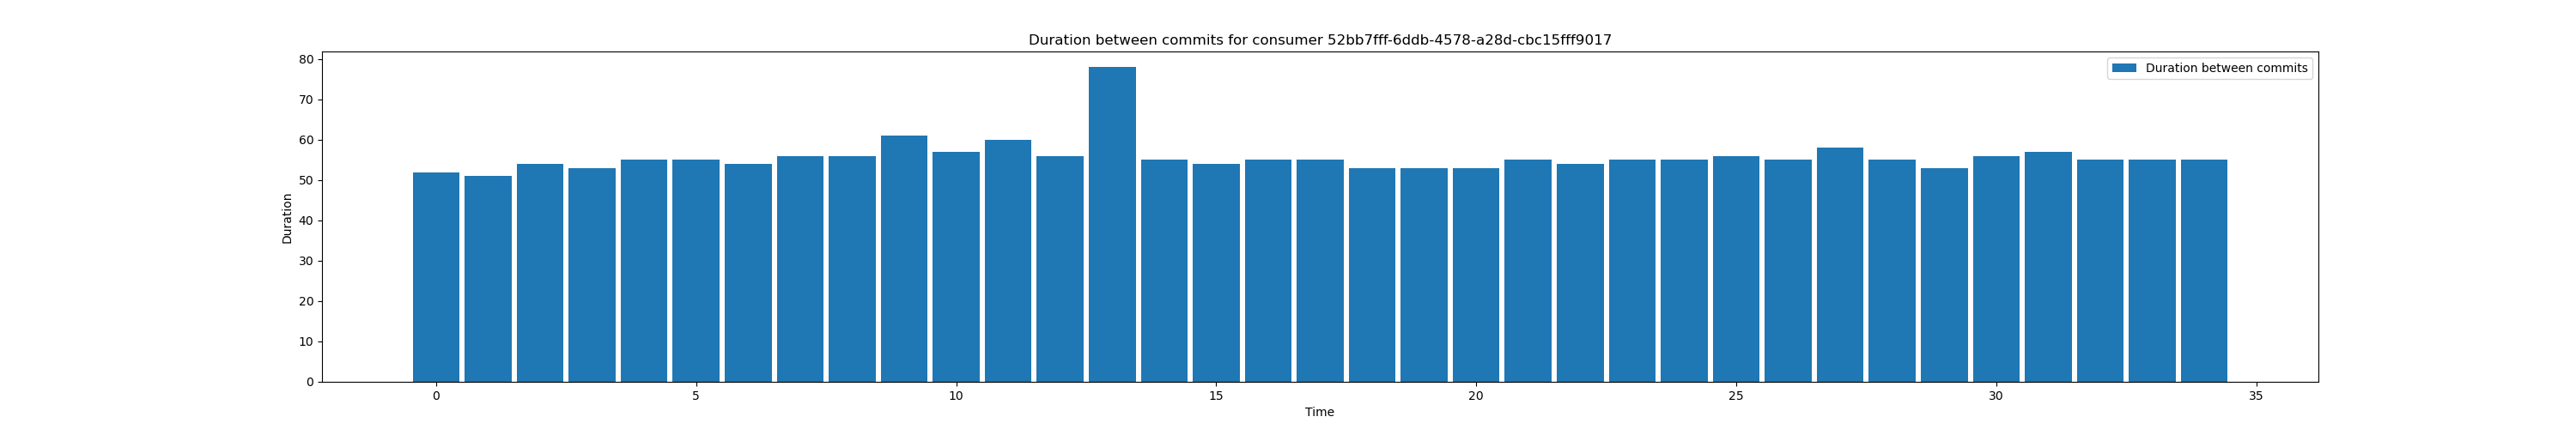 Duration between commits for consumer 52bb7fff-6ddb-4578-a28d-cbc15fff9017
Duration between commits
80
70
60
50
40
30
20
10
0
Duration
0 5 10 15 20 25 30 35
Time